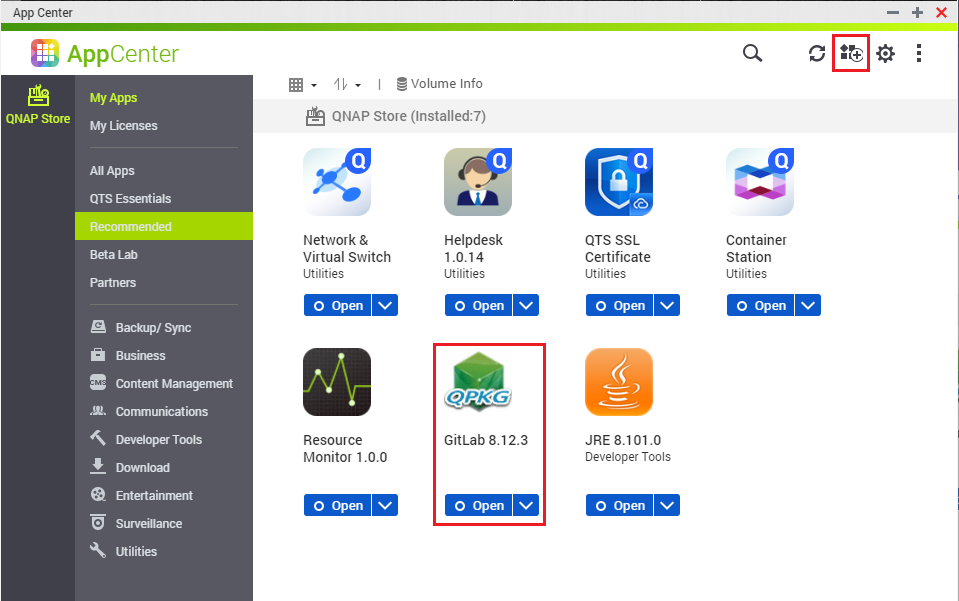 App Center
AppCenter
QNAP Store
My Apps
My Licenses
All Apps
QTS Essentials
Recommended
Beta Lab
Partners
Backup/ Sync
Business
CMS Content Management
Communications
Developer Tools
Download
Entertainment
Surveillance
Utilities
| Volume Info
QNAP Store (Installed:7)
Q
Network &
Virtual Switch
Utilities
Open
Q
Helpdesk
1.0.14
Utilities
Open
Q
QTS SSL
Certificate
Utilities
Open
Q
Container
Station
Utilities
Open
Resource
Monitor 1.0.0
Open
QPKG
GitLab 8.12.3
Open
JRE 8.101.0
Developer Tools
Open